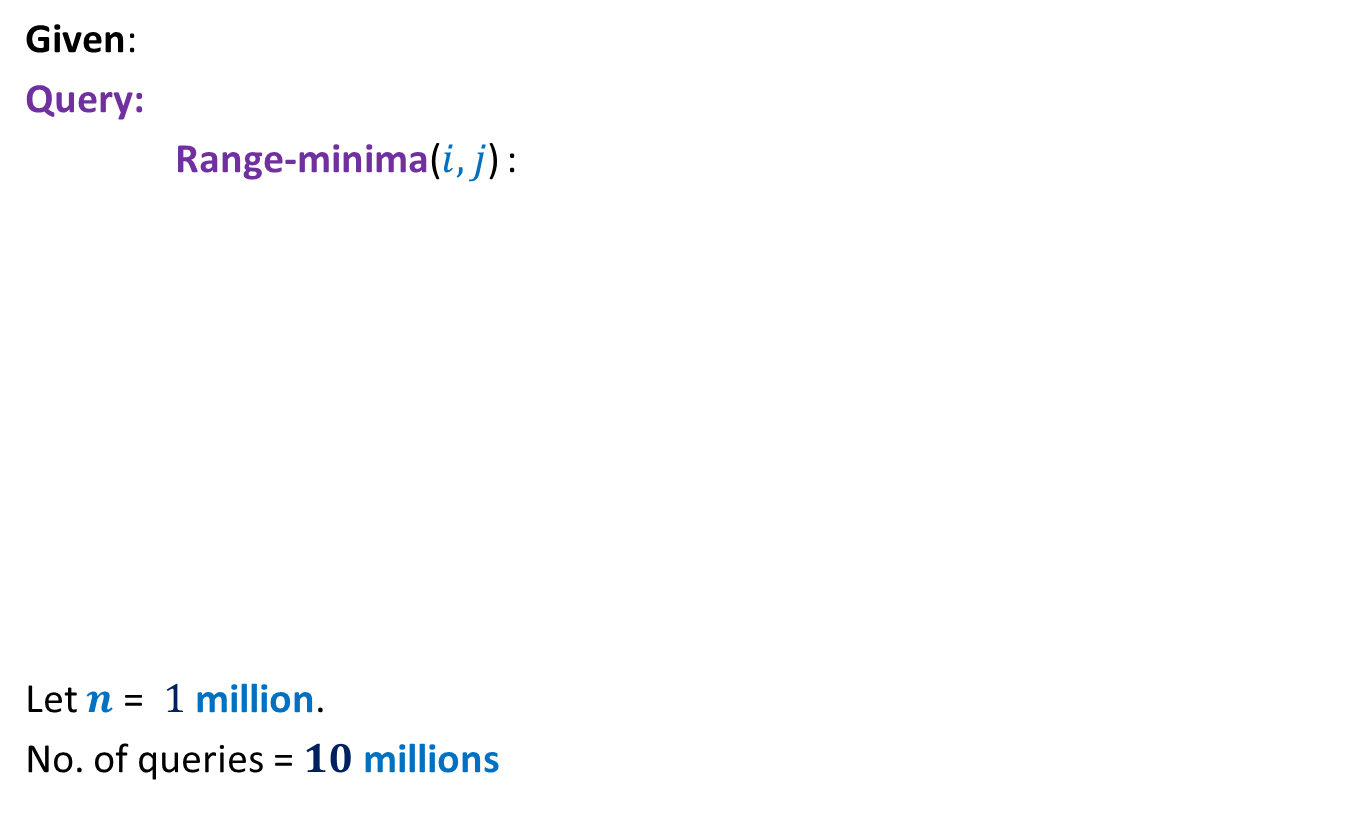 Given:
Query:
Range-minima(i, j) :
Let n = 1 million.
No. of queries = 10 millions